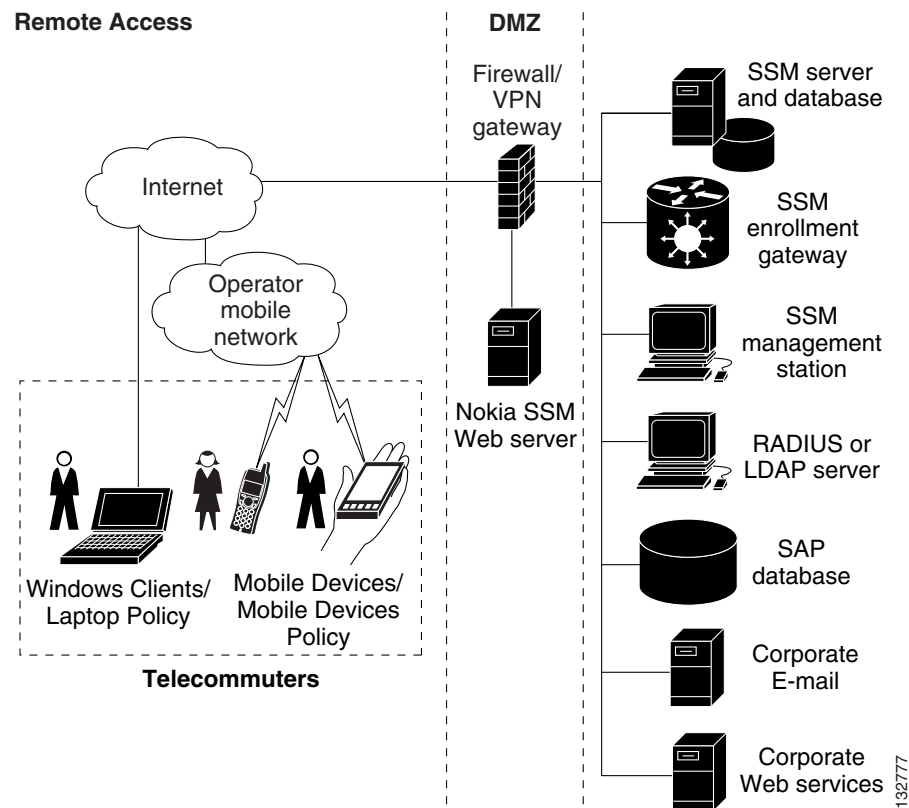 Remote Access
DMZ
Firewall/
VPN
gateway
Internet
Operator
mobile
network
Nokia SSM
Web server
Windows Clients/
Laptop Policy
Mobile Devices/
Mobile Devices
Policy
Telecommuters
SSM server
and database
SSM
enrollment
gateway
SSM
management
station
RADIUS or
LDAP server
SAP
database
Corporate
E-mail
Corporate
Web services
132777